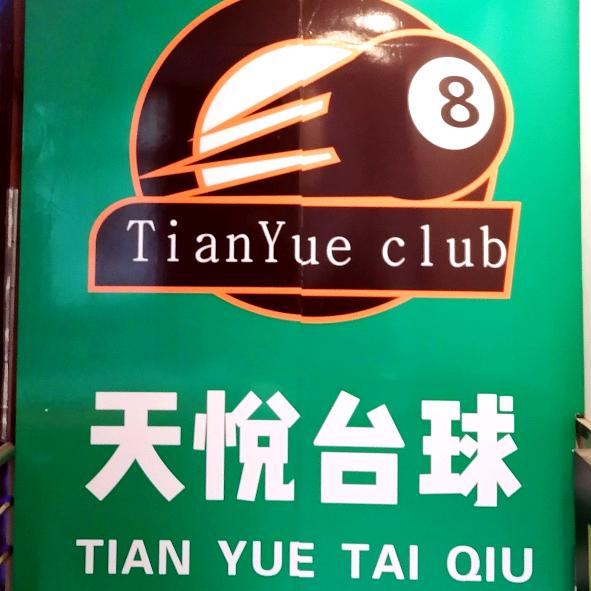 8
TianYue club
天悦台球
TIAN YUE TAI QIU